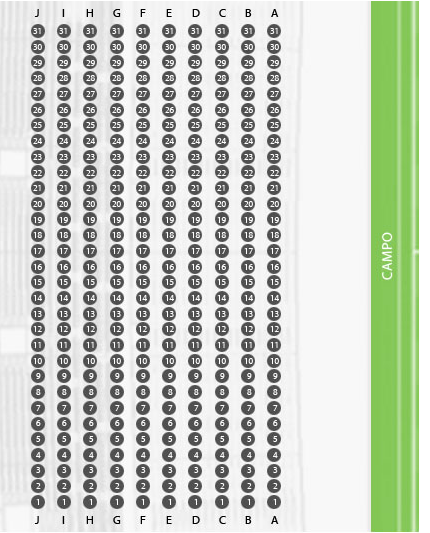 J I H G F E D C B A
31 31 31 31 31 31 31 31 31 31
30 30 30 30 30 30 30 30 30 30
29 29 29 29 29 29 29 29 29 29
28 28 28 28 28 28 28 28 28 28
27 27 27 27 27 27 27 27 27 27
26 26 26 26 26 26 26 26 26 26
25 25 25 25 25 25 25 25 25 25
24 24 24 24 24 24 24 24 24 24
23 23 23 23 23 23 23 23 23 23
22 22 22 22 22 22 22 22 22 22
21 21 21 21 21 21 21 21 21 21
20 20 20 20 20 20 20 20 20 20
19 19 19 19 19 19 19 19 19 19
18 18 18 18 18 18 18 18 18 18
17 17 17 17 17 17 17 17 17 17
16 16 16 16 16 16 16 16 16 16
15 15 15 15 15 15 15 15 15 15
14 14 14 14 14 14 14 14 14 14
13 13 13 13 13 13 13 13 13 13
12 12 12 12 12 12 12 12 12 12
11 11 11 11 11 11 11 11 11 11
10 10 10 10 10 10 10 10 10 10
9 9 9 9 9 9 9 9 9 9
8 8 8 8 8 8 8 8 8 8
7 7 7 7 7 7 7 7 7 7
6 6 6 6 6 6 6 6 6 6
5 5 5 5 5 5 5 5 5 5
4 4 4 4 4 4 4 4 4 4
3 3 3 3 3 3 3 3 3 3
2 2 2 2 2 2 2 2 2 2
1 1 1 1 1 1 1 1 1 1
J I H G F E D C B A
CAMPO